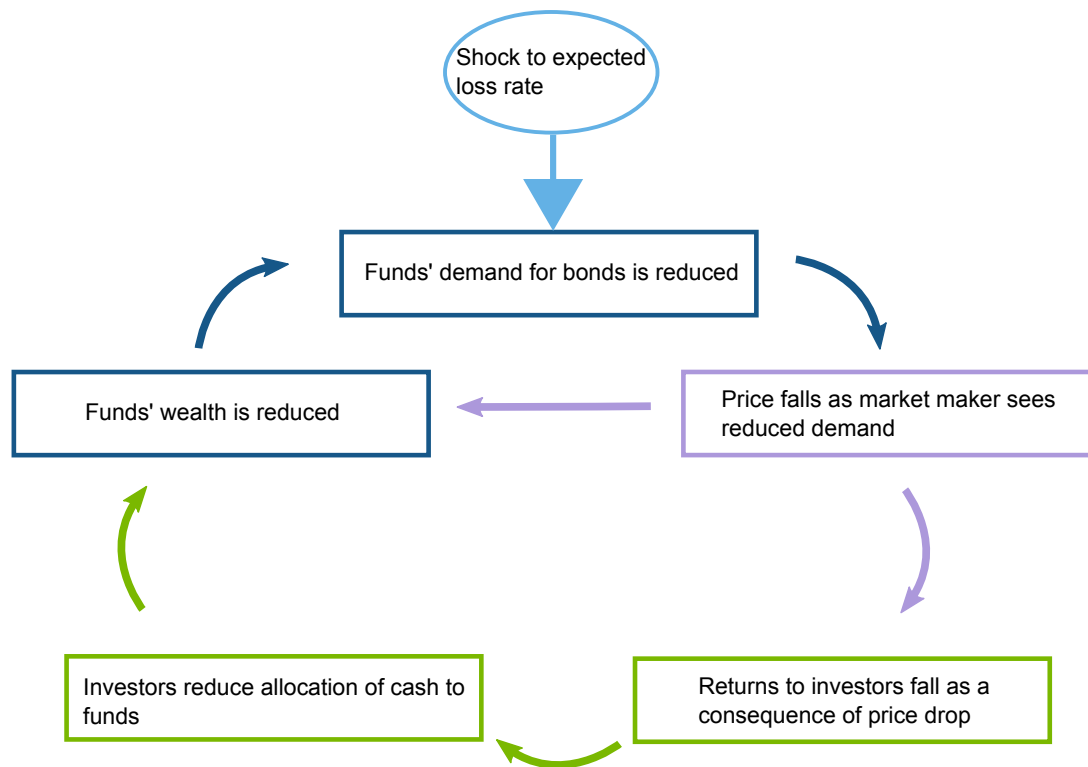 Shock to expected
loss rate
Funds' demand for bonds is reduced
Funds' wealth is reduced
Price falls as market maker sees
reduced demand
Investors reduce allocation of cash to
funds
Returns to investors fall as a
consequence of price drop